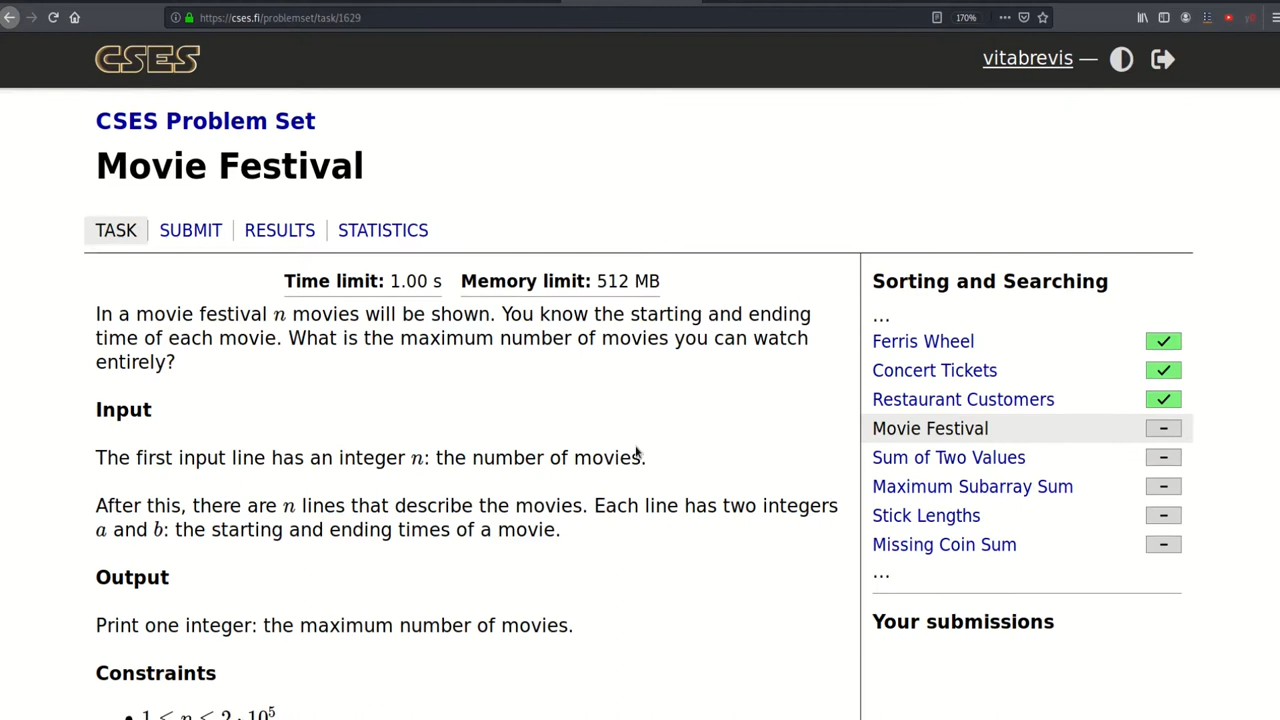 https://cses.fi/problemset/task/1629
170%
CSES
vitabrevis —
CSES Problem Set
Movie Festival
TASK
SUBMIT
RESULTS
STATISTICS
Time limit: 1.00 s Memory limit: 512 MB
In a movie festival n movies will be shown. You know the starting and ending
time of each movie. What is the maximum number of movies you can watch
entirely?
Input
The first input line has an integer n: the number of movies.
After this, there are n lines that describe the movies. Each line has two integers
a and b: the starting and ending times of a movie.
Output
Print one integer: the maximum number of movies.
Constraints
• 1 ≤ n ≤ 2 · 10⁵
Sorting and Searching
...
Ferris Wheel
Concert Tickets
Restaurant Customers
Movie Festival
Sum of Two Values
Maximum Subarray Sum
Stick Lengths
Missing Coin Sum
...
Your submissions